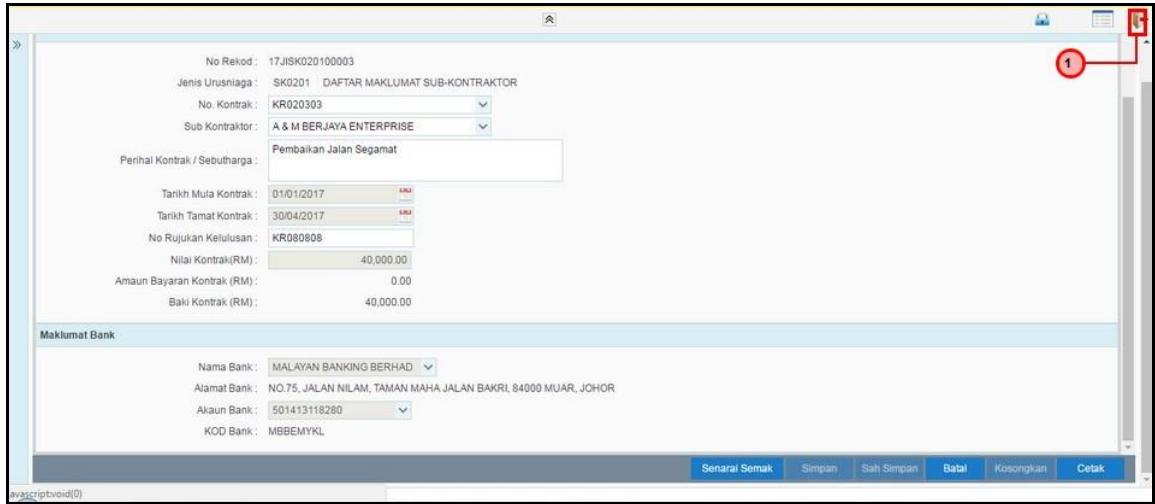 1
No Rekod : 17JISK020100003
Jenis Urusniaga : SK0201 DAFTAR MAKLUMAT SUB-KONTRAKTOR
No. Kontrak : KR020303
Sub Kontraktor : A & M BERJAYA ENTERPRISE
Perihal Kontrak / Sebutharga : Pembaikan Jalan Segamat
Tarikh Mula Kontrak : 01/01/2017
Tarikh Tamat Kontrak : 30/04/2017
No Rujukan Kelulusan : KR080808
Nilai Kontrak(RM) : 40,000.00
Amaun Bayaran Kontrak (RM) : 0.00
Baki Kontrak (RM) : 40,000.00
Maklumat Bank
Nama Bank : MALAYAN BANKING BERHAD
Alamat Bank : NO.75, JALAN NILAM, TAMAN MAHA JALAN BAKRI, 84000 MUAR, JOHOR
Akaun Bank : 501413118280
KOD Bank : MBBEMYKL
Senarai Semak Simpan Sah Simpan Batal Kosongkan Cetak
avascript:void(0)